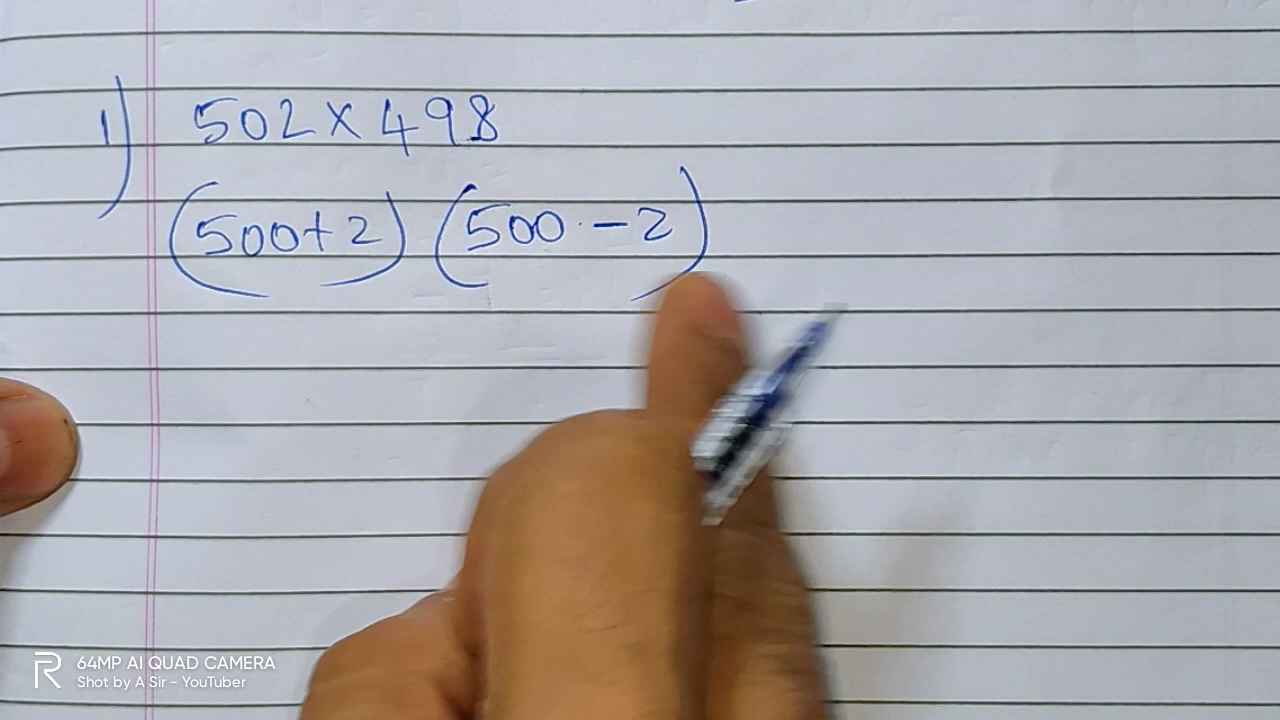 1) 502 × 498
(500 + 2) (500 - 2)
64MP AI QUAD CAMERA
Shot by A Sir - YouTuber